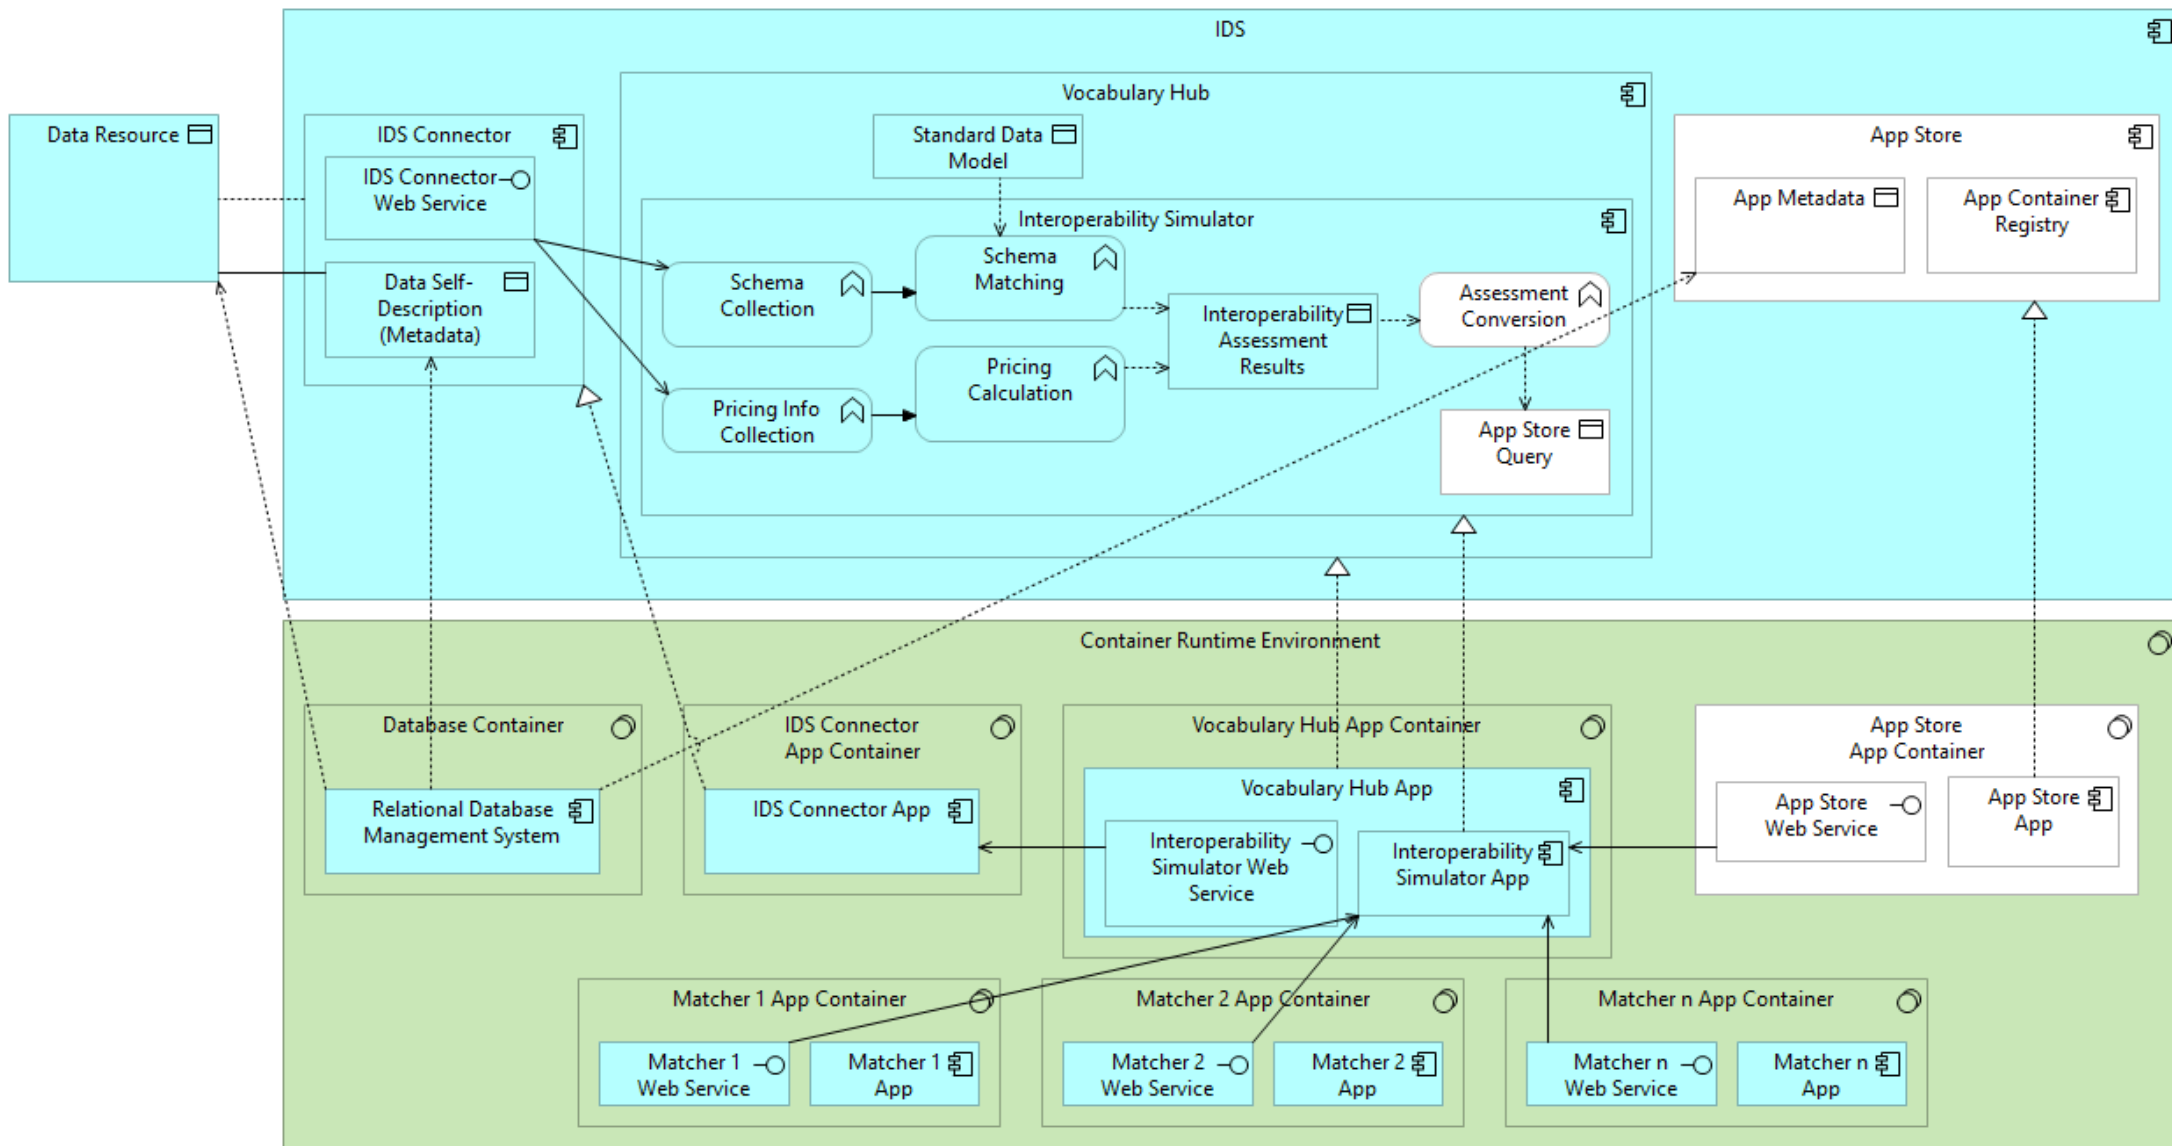 IDS
Vocabulary Hub
Data Resource
IDS Connector
Standard Data
Model
App Store
IDS Connector
Web Service
App Metadata
App Container
Registry
Interoperability Simulator
Data Self-
Description
(Metadata)
Schema
Collection
Schema
Matching
Interoperability
Assessment
Results
Assessment
Conversion
Pricing Info
Collection
Pricing
Calculation
App Store
Query
Container Runtime Environment
Database Container
IDS Connector
App Container
Vocabulary Hub App Container
App Store
App Container
Relational Database
Management System
IDS Connector App
Vocabulary Hub App
Interoperability
Simulator Web
Service
Interoperability
Simulator App
App Store
Web Service
App Store
App
Matcher 1 App Container
Matcher 2 App Container
Matcher n App Container
Matcher 1
Web Service
Matcher 1
App
Matcher 2
Web Service
Matcher 2
App
Matcher n
Web Service
Matcher n
App